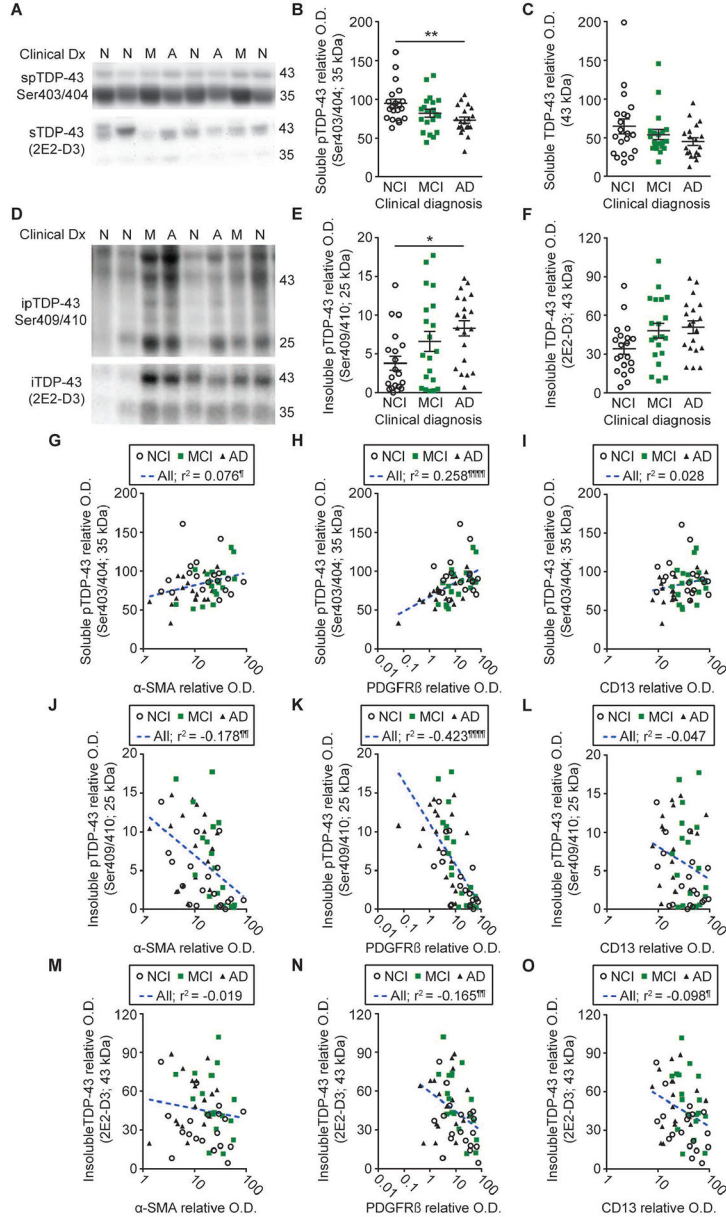 A
Clinical Dx N N M A N A M N
spTDP-43
Ser403/404
43
35
sTDP-43
(2E2-D3)
43
35
B
Soluble pTDP-43 relative O.D.
(Ser403/404; 35 kDa)
200
150
100
50
0
**
NCI MCI AD
Clinical diagnosis
C
Soluble TDP-43 relative O.D.
(43 kDa)
200
150
100
50
0
NCI MCI AD
Clinical diagnosis
D
Clinical Dx N N M A N A M N
ipTDP-43
Ser409/410
43
25
iTDP-43
(2E2-D3)
43
35
E
Insoluble pTDP-43 relative O.D.
(Ser409/410; 25 kDa)
20
15
10
5
0
*
NCI MCI AD
Clinical diagnosis
F
Insoluble TDP-43 relative O.D.
(2E2-D3; 43 kDa)
120
90
60
30
0
NCI MCI AD
Clinical diagnosis
G
NCI MCI AD
All; r² = 0.076¶
Soluble pTDP-43 relative O.D.
(Ser403/404; 35 kDa)
200
150
100
50
0
1 10 100
α-SMA relative O.D.
H
NCI MCI AD
All; r² = 0.258¶¶¶¶
Soluble pTDP-43 relative O.D.
(Ser403/404; 35 kDa)
200
150
100
50
0
0.01 0.1 1 10 100
PDGFRß relative O.D.
I
NCI MCI AD
All; r² = 0.028
Soluble pTDP-43 relative O.D.
(Ser403/404; 35 kDa)
200
150
100
50
0
1 10 100
CD13 relative O.D.
J
NCI MCI AD
All; r² = -0.178¶¶
Insoluble pTDP-43 relative O.D.
(Ser409/410; 25 kDa)
20
15
10
5
0
1 10 100
α-SMA relative O.D.
K
NCI MCI AD
All; r² = -0.423¶¶¶¶
Insoluble pTDP-43 relative O.D.
(Ser409/410; 25 kDa)
20
15
10
5
0
0.01 0.1 1 10 100
PDGFRß relative O.D.
L
NCI MCI AD
All; r² = -0.047
Insoluble pTDP-43 relative O.D.
(Ser409/410; 25 kDa)
20
15
10
5
0
1 10 100
CD13 relative O.D.
M
NCI MCI AD
All; r² = -0.019
InsolubleTDP-43 relative O.D.
(2E2-D3; 43 kDa)
120
90
60
30
0
1 10 100
α-SMA relative O.D.
N
NCI MCI AD
All; r² = -0.165¶¶
InsolubleTDP-43 relative O.D.
(2E2-D3; 43 kDa)
120
90
60
30
0
0.01 0.1 1 10 100
PDGFRß relative O.D.
O
NCI MCI AD
All; r² = -0.098¶
InsolubleTDP-43 relative O.D.
(2E2-D3; 43 kDa)
120
90
60
30
0
1 10 100
CD13 relative O.D.